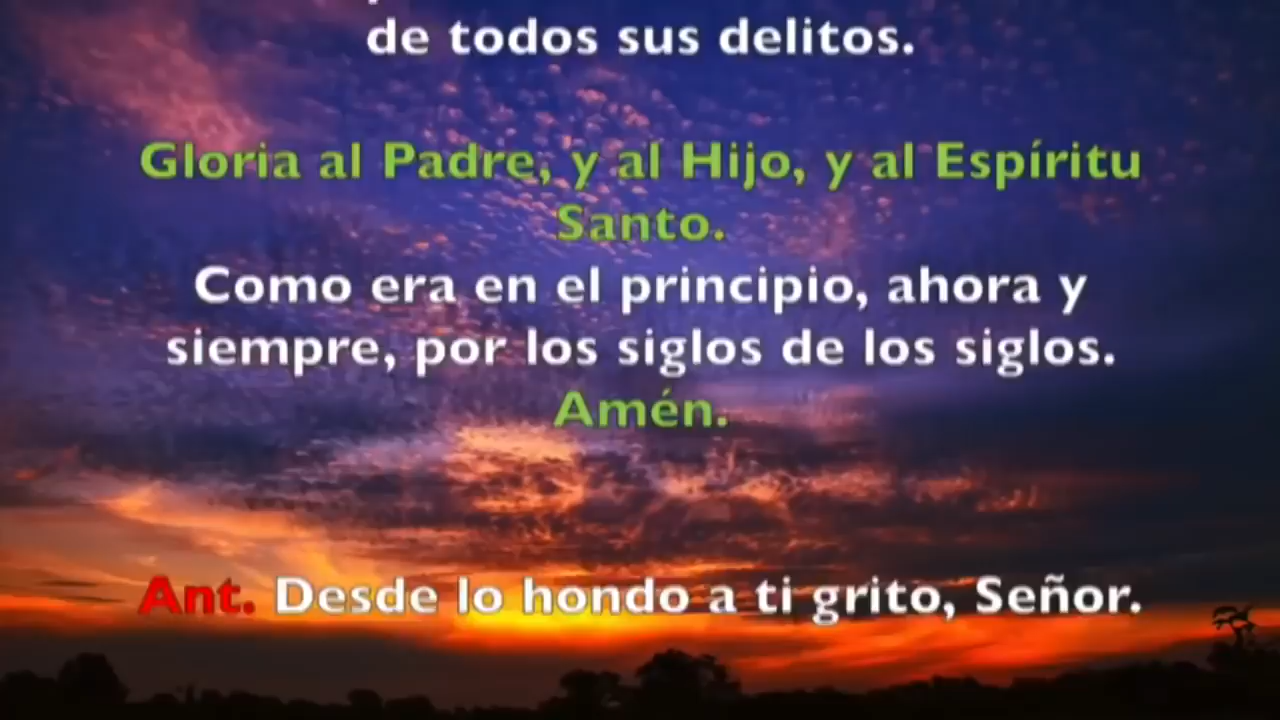 de todos sus delitos.
Gloria al Padre, y al Hijo, y al Espíritu
Santo.
Como era en el principio, ahora y
siempre, por los siglos de los siglos.
Amén.
Ant. Desde lo hondo a ti grito, Señor.